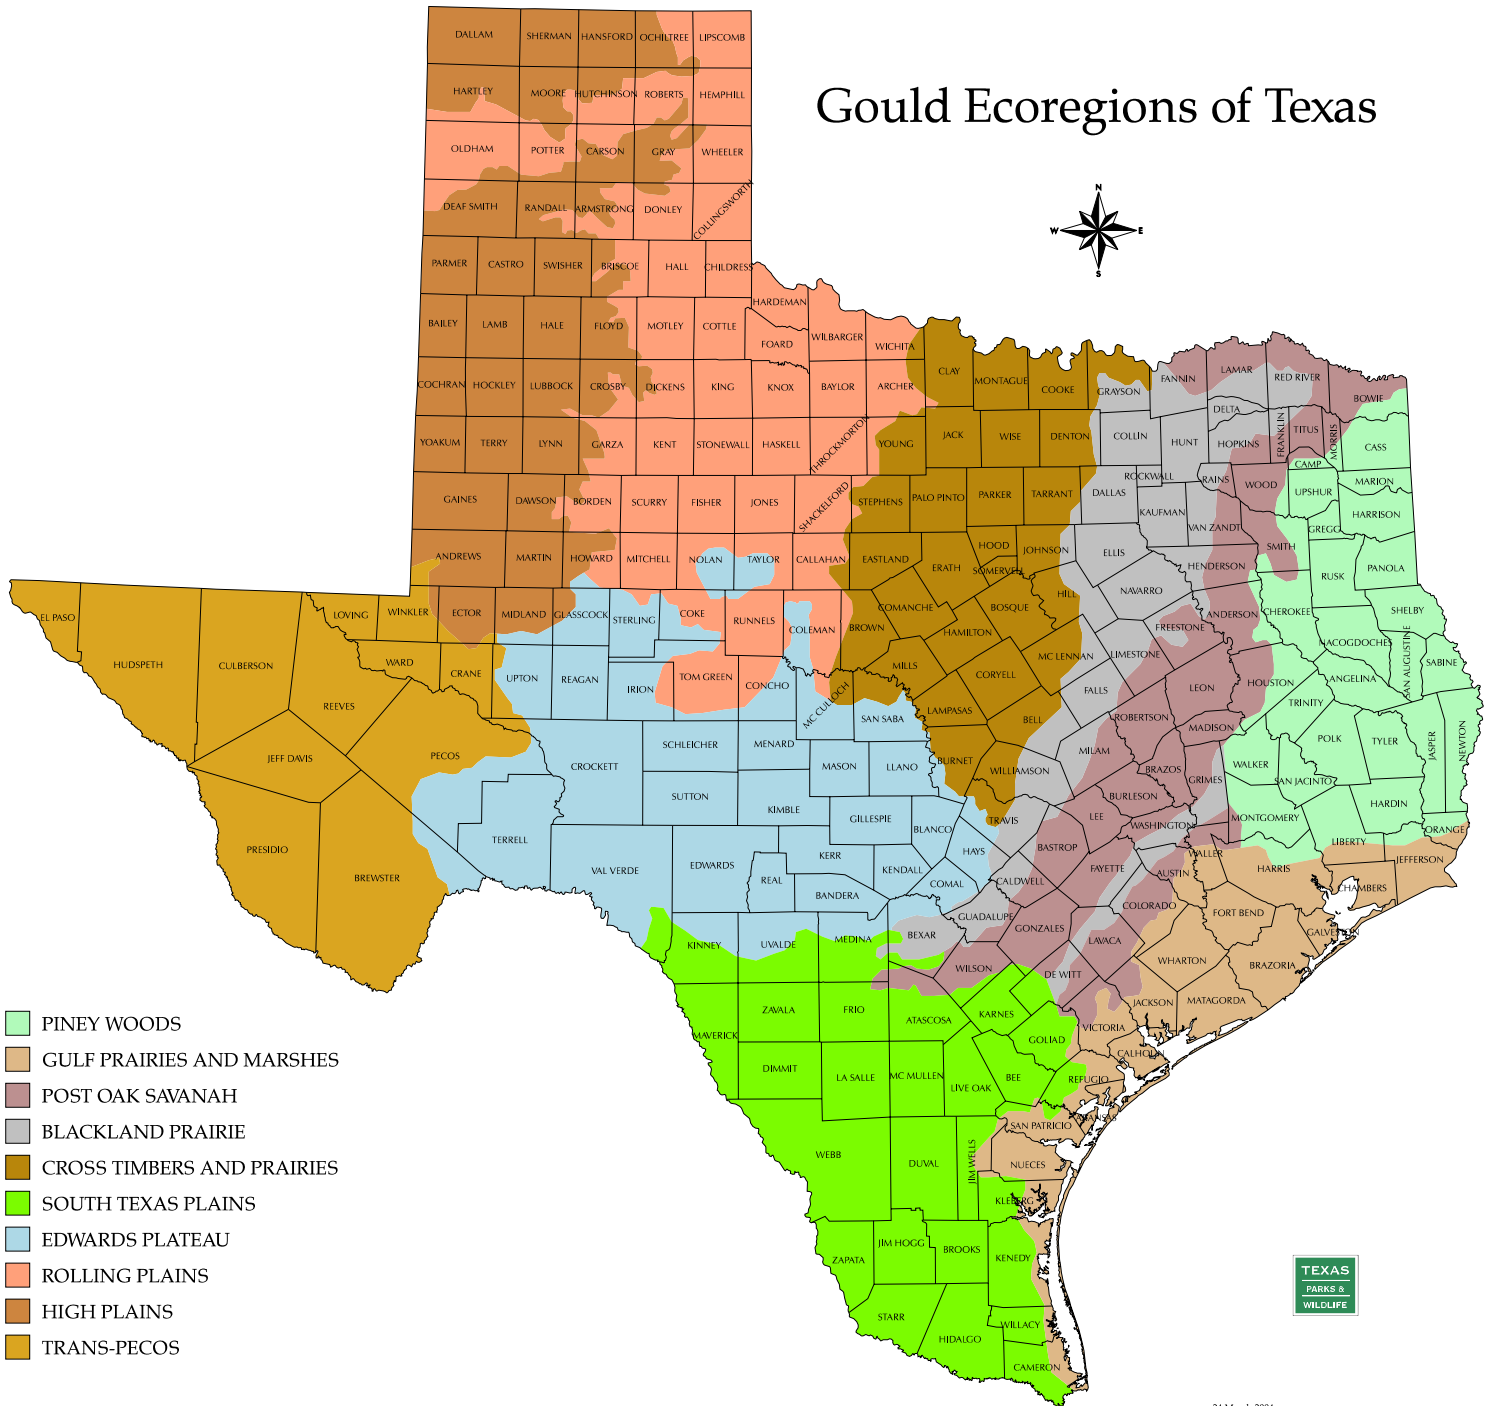 Gould Ecoregions of Texas
N
W E
S
DALLAM SHERMAN HANSFORD OCHILTREE LIPSCOMB
HARTLEY MOORE HUTCHINSON ROBERTS HEMPHILL
OLDHAM POTTER CARSON GRAY WHEELER
DEAF SMITH RANDALL ARMSTRONG DONLEY COLLINGSWORTH
PARMER CASTRO SWISHER BRISCOE HALL CHILDRESS
HARDEMAN
BAILEY LAMB HALE FLOYD MOTLEY COTTLE FOARD WILBARGER WICHITA
COCHRAN HOCKLEY LUBBOCK CROSBY DICKENS KING KNOX BAYLOR ARCHER CLAY MONTAGUE COOKE GRAYSON FANNIN LAMAR RED RIVER BOWIE
DELTA
YOAKUM TERRY LYNN GARZA KENT STONEWALL HASKELL THROCKMORTON YOUNG JACK WISE DENTON COLLIN HUNT HOPKINS FRANKLIN TITUS MORRIS CASS
ROCKWALL RAINS WOOD CAMP UPSHUR MARION
GAINES DAWSON BORDEN SCURRY FISHER JONES SHACKELFORD STEPHENS PALO PINTO PARKER TARRANT DALLAS KAUFMAN VAN ZANDT GREGG HARRISON
ANDREWS MARTIN HOWARD MITCHELL NOLAN TAYLOR CALLAHAN EASTLAND ERATH HOOD JOHNSON ELLIS HENDERSON SMITH RUSK PANOLA
SOMERVELL
EL PASO LOVING WINKLER ECTOR MIDLAND GLASSCOCK STERLING COKE RUNNELS COLEMAN BROWN COMANCHE BOSQUE HILL NAVARRO ANDERSON CHEROKEE SHELBY
HUDSPETH CULBERSON WARD CRANE UPTON REAGAN IRION TOM GREEN CONCHO MC CULLOCH MILLS HAMILTON MC LENNAN LIMESTONE FREESTONE NACOGDOCHES SAN AUGUSTINE SABINE
REEVES LAMPASAS CORYELL FALLS LEON HOUSTON ANGELINA TRINITY
SAN SABA BELL ROBERTSON MADISON
JEFF DAVIS PECOS CROCKETT SCHLEICHER MENARD MASON LLANO BURNET WILLIAMSON MILAM BRAZOS GRIMES WALKER SAN JACINTO POLK TYLER JASPER NEWTON
SUTTON KIMBLE GILLESPIE BLANCO TRAVIS LEE BURLESON WASHINGTON MONTGOMERY LIBERTY HARDIN ORANGE
PRESIDIO BREWSTER TERRELL VAL VERDE EDWARDS REAL KERR BANDERA KENDALL COMAL HAYS CALDWELL BASTROP FAYETTE AUSTIN WALLER HARRIS CHAMBERS JEFFERSON
KINNEY UVALDE MEDINA BEXAR GUADALUPE GONZALES COLORADO LAVACA FORT BEND GALVESTON
WILSON DE WITT WHARTON BRAZORIA
MAVERICK ZAVALA FRIO ATASCOSA KARNES GOLIAD VICTORIA JACKSON MATAGORDA
CALHOUN
DIMMIT LA SALLE MC MULLEN LIVE OAK BEE REFUGIO
ARANSAS
SAN PATRICIO
WEBB DUVAL JIM WELLS NUECES
KLEBERG
ZAPATA JIM HOGG BROOKS KENEDY
STARR HIDALGO WILLACY
CAMERON
PINEY WOODS
GULF PRAIRIES AND MARSHES
POST OAK SAVANAH
BLACKLAND PRAIRIE
CROSS TIMBERS AND PRAIRIES
SOUTH TEXAS PLAINS
EDWARDS PLATEAU
ROLLING PLAINS
HIGH PLAINS
TRANS-PECOS
TEXAS
PARKS &
WILDLIFE